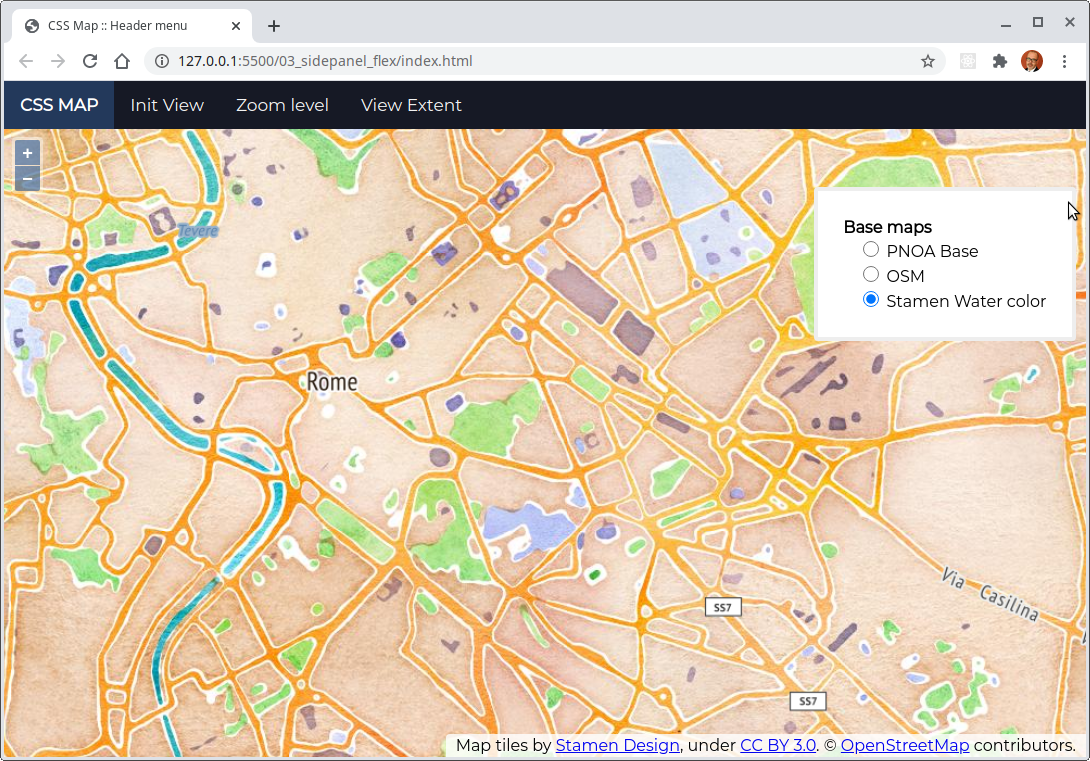 CSS Map :: Header menu
127.0.0.1:5500/03_sidepanel_flex/index.html
CSS MAP Init View Zoom level View Extent
+
−
Tevere
Base maps
PNOA Base
OSM
Stamen Water color
Rome
Via Casilina
SS7
SS7
Map tiles by Stamen Design, under CC BY 3.0. © OpenStreetMap contributors.